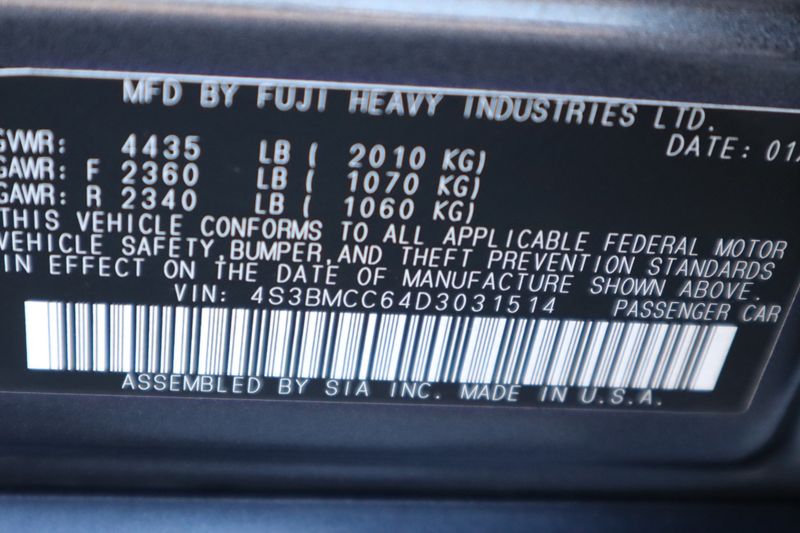 MFD BY FUJI HEAVY INDUSTRIES LTD.
GVWR: 4435 LB ( 2010 KG) DATE: 01/
GAWR: F 2360 LB ( 1070 KG)
GAWR: R 2340 LB ( 1060 KG)
THIS VEHICLE CONFORMS TO ALL APPLICABLE FEDERAL MOTOR
VEHICLE SAFETY, BUMPER, AND THEFT PREVENTION STANDARDS
IN EFFECT ON THE DATE OF MANUFACTURE SHOWN ABOVE.
VIN: 4S3BMCC64D3031514 PASSENGER CAR
ASSEMBLED BY SIA INC. MADE IN U.S.A.